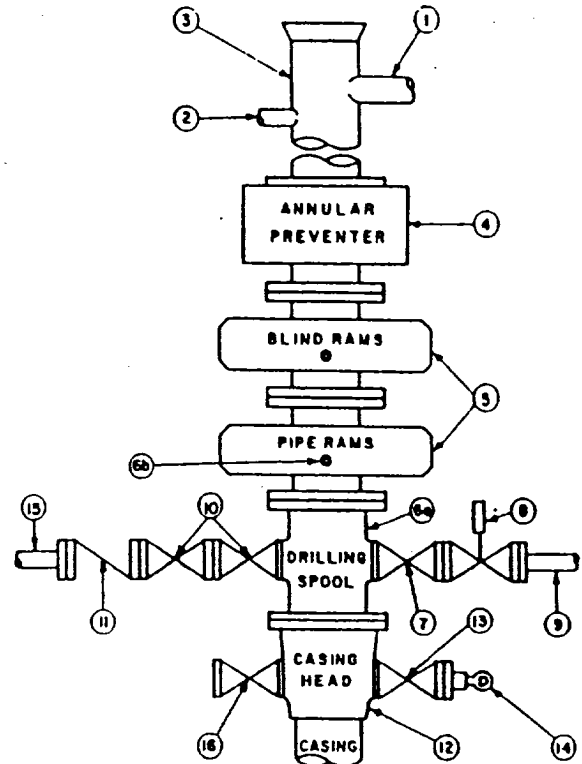 3
1
2
ANNULAR
PREVENTER
4
BLIND RAMS
5
PIPE RAMS
6b
15
10
6a
8
DRILLING
SPOOL
11
7
9
13
CASING
HEAD
16
12
14
CASING